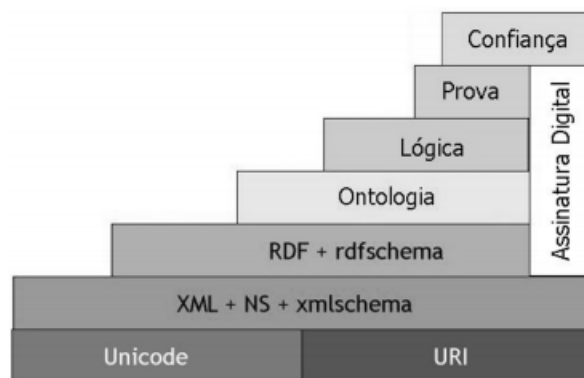 Confiança
Prova
Lógica
Ontologia
RDF + rdfschema
Assinatura Digital
XML + NS + xmlschema
Unicode
URI